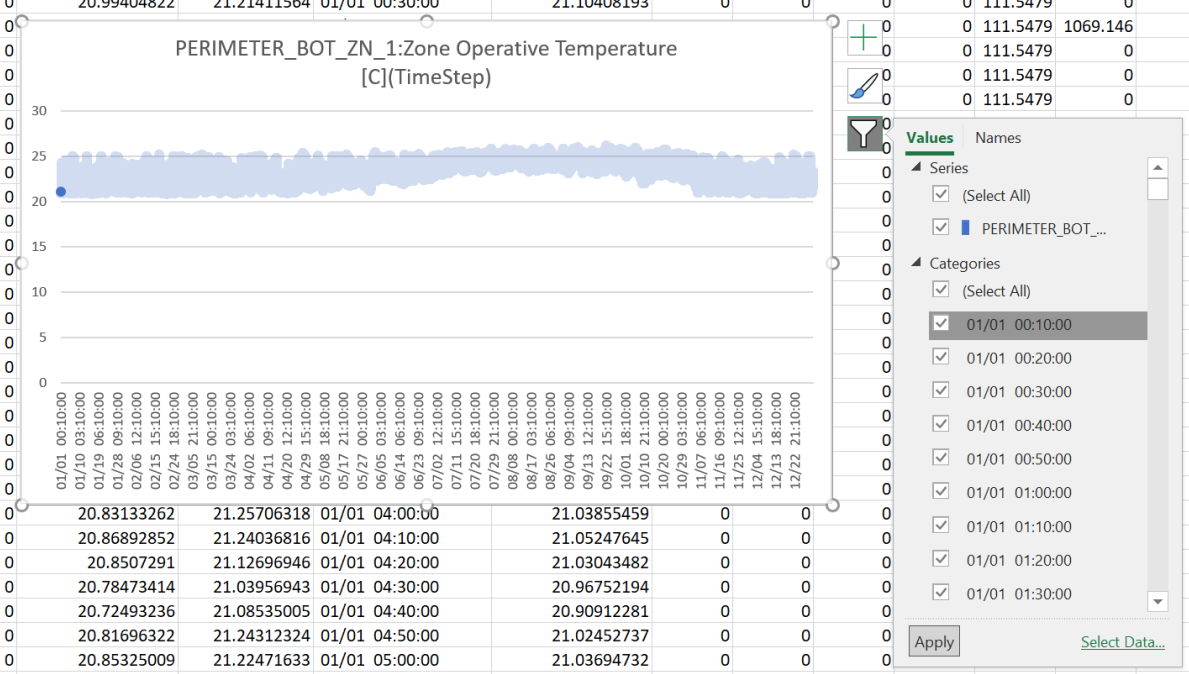 20.99404822 21.21411564 01/01 00:30:00 21.10408193 0 0 0 0 111.5479 0
0 0 0 111.5479 1069.146
0 0 0 111.5479 0
0 0 0 111.5479 0
0 0 0 111.5479 0
PERIMETER_BOT_ZN_1:Zone Operative Temperature
[C](TimeStep)
30
25
20
15
10
5
0
01/01 00:10:00
01/10 03:10:00
01/19 06:10:00
01/28 09:10:00
02/06 12:10:00
02/15 15:10:00
02/24 18:10:00
03/05 21:10:00
03/15 00:10:00
03/24 03:10:00
04/02 06:10:00
04/11 09:10:00
04/20 12:10:00
04/29 15:10:00
05/08 18:10:00
05/17 21:10:00
05/27 00:10:00
06/05 03:10:00
06/14 06:10:00
06/23 09:10:00
07/02 12:10:00
07/11 15:10:00
07/20 18:10:00
07/29 21:10:00
08/08 00:10:00
08/17 03:10:00
08/26 06:10:00
09/04 09:10:00
09/13 12:10:00
09/22 15:10:00
10/01 18:10:00
10/10 21:10:00
10/20 00:10:00
10/29 03:10:00
11/07 06:10:00
11/16 09:10:00
11/25 12:10:00
12/04 15:10:00
12/13 18:10:00
12/22 21:10:00
Values Names
Series
(Select All)
PERIMETER_BOT_...
Categories
(Select All)
01/01 00:10:00
01/01 00:20:00
01/01 00:30:00
01/01 00:40:00
01/01 00:50:00
01/01 01:00:00
01/01 01:10:00
01/01 01:20:00
01/01 01:30:00
Apply Select Data...
0 20.83133262 21.25706318 01/01 04:00:00 21.03855459 0 0 0
0 20.86892852 21.24036816 01/01 04:10:00 21.05247645 0 0 0
0 20.8507291 21.12696946 01/01 04:20:00 21.03043482 0 0 0
0 20.78473414 21.03956943 01/01 04:30:00 20.96752194 0 0 0
0 20.72493236 21.08535005 01/01 04:40:00 20.90912281 0 0 0
0 20.81696322 21.24312324 01/01 04:50:00 21.02452737 0 0 0
0 20.85325009 21.22471633 01/01 05:00:00 21.03694732 0 0 0